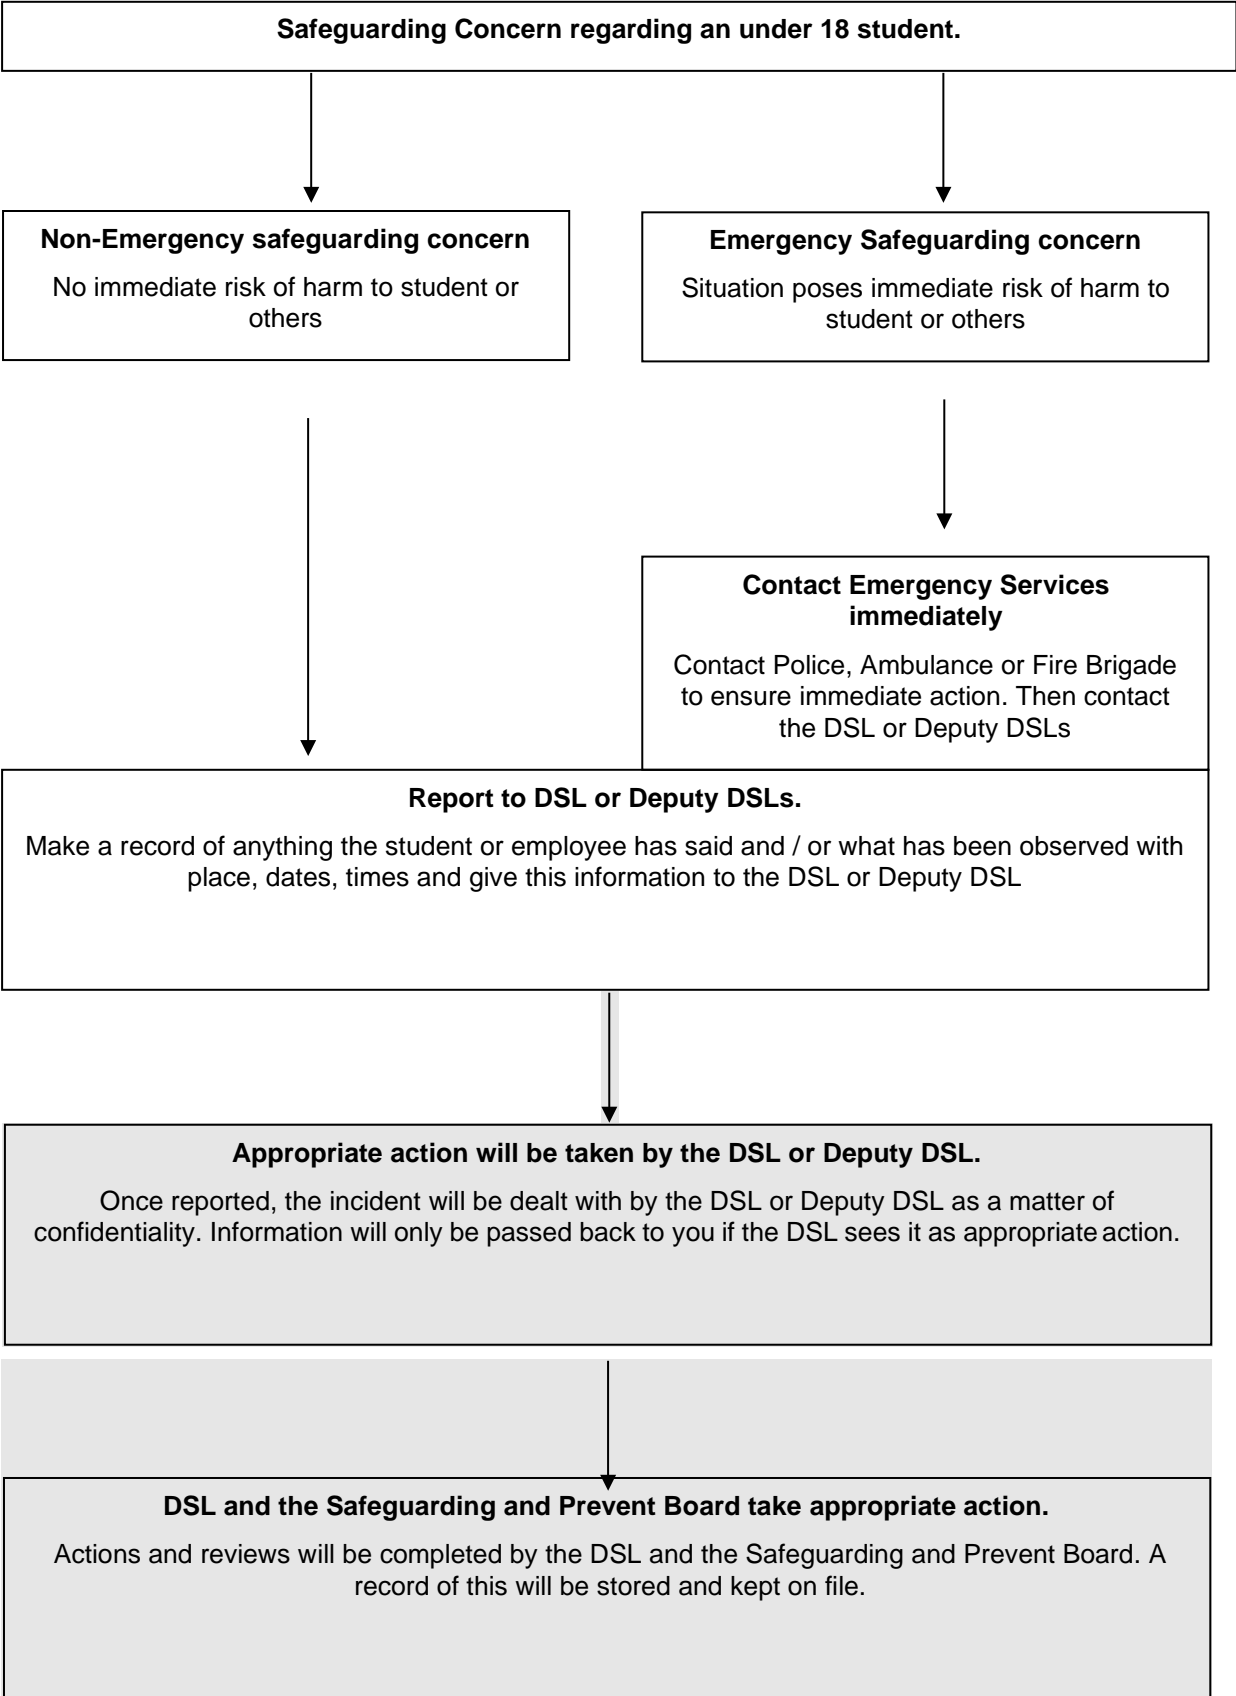 Safeguarding Concern regarding an under 18 student.
Non-Emergency safeguarding concern
No immediate risk of harm to student or
others
Emergency Safeguarding concern
Situation poses immediate risk of harm to
student or others
Contact Emergency Services
immediately
Contact Police, Ambulance or Fire Brigade
to ensure immediate action. Then contact
the DSL or Deputy DSLs
Report to DSL or Deputy DSLs.
Make a record of anything the student or employee has said and / or what has been observed with
place, dates, times and give this information to the DSL or Deputy DSL
Appropriate action will be taken by the DSL or Deputy DSL.
Once reported, the incident will be dealt with by the DSL or Deputy DSL as a matter of
confidentiality. Information will only be passed back to you if the DSL sees it as appropriate action.
DSL and the Safeguarding and Prevent Board take appropriate action.
Actions and reviews will be completed by the DSL and the Safeguarding and Prevent Board. A
record of this will be stored and kept on file.